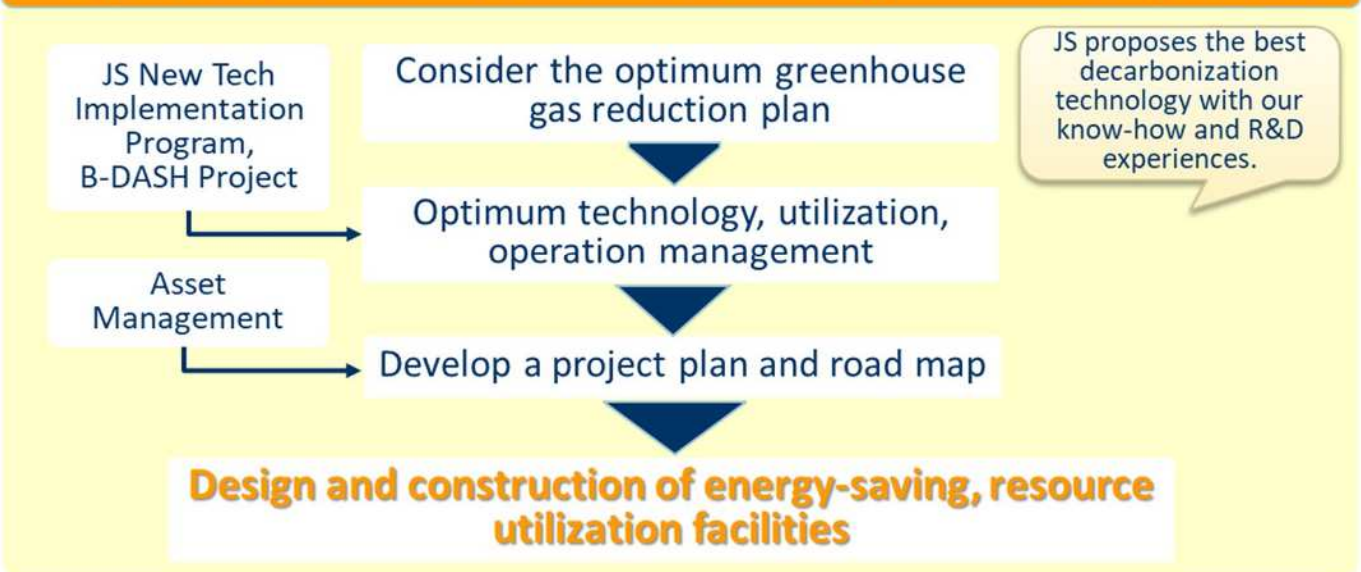 JS New Tech
Implementation
Program,
B-DASH Project
Consider the optimum greenhouse
gas reduction plan
JS proposes the best
decarbonization
technology with our
know-how and R&D
experiences.
Optimum technology, utilization,
operation management
Asset
Management
Develop a project plan and road map
Design and construction of energy-saving, resource
utilization facilities